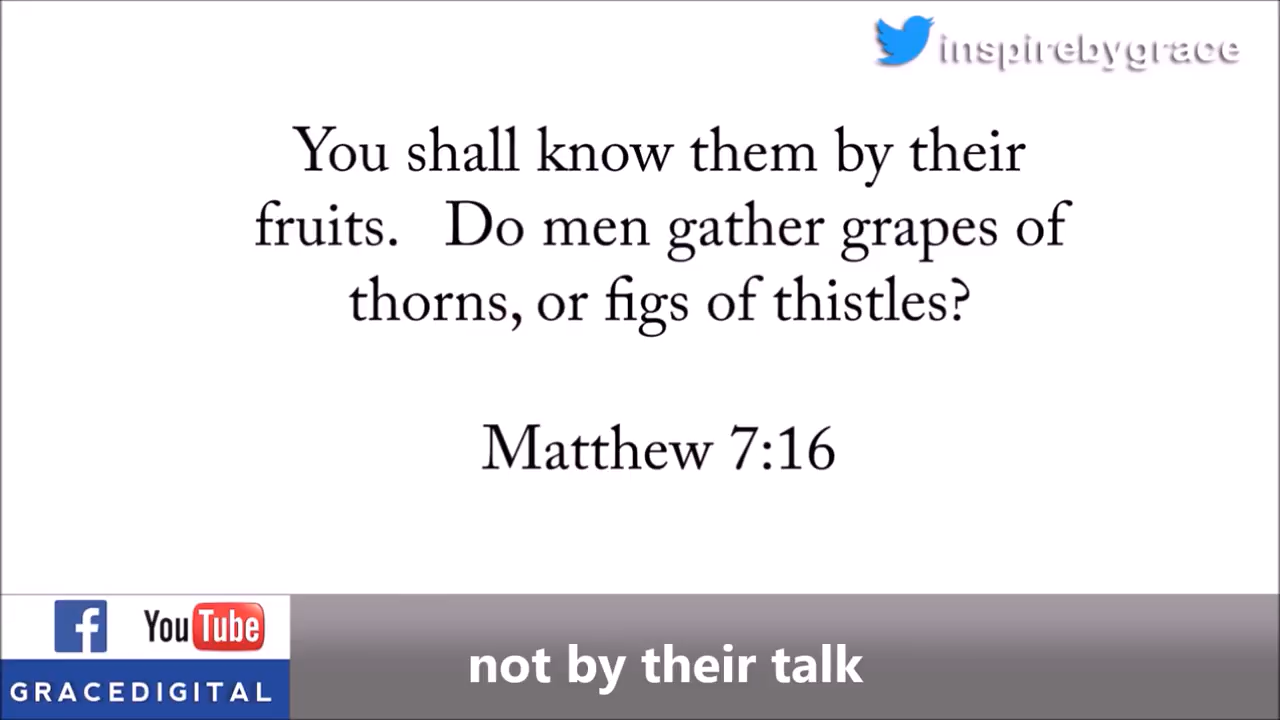 inspirebygrace
You shall know them by their
fruits. Do men gather grapes of
thorns, or figs of thistles?
Matthew 7:16
f YouTube
not by their talk
GRACEDIGITAL